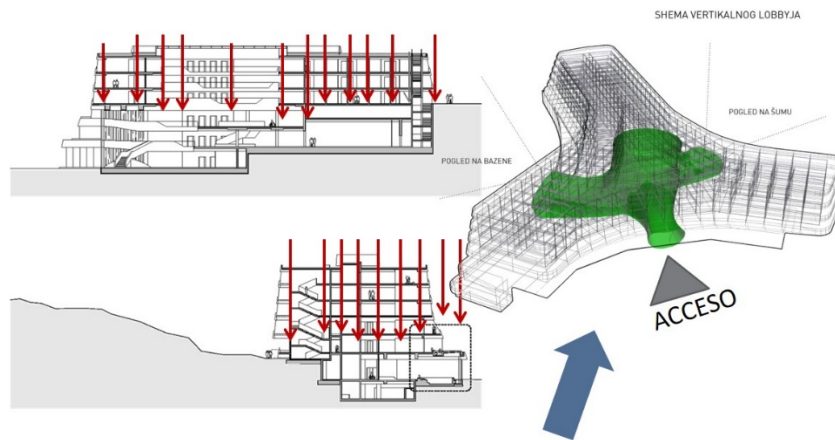 SHEMA VERTIKALNOG LOBBYJA
POGLED NA ŠUMU
POGLED NA BAZENE
ACCESO